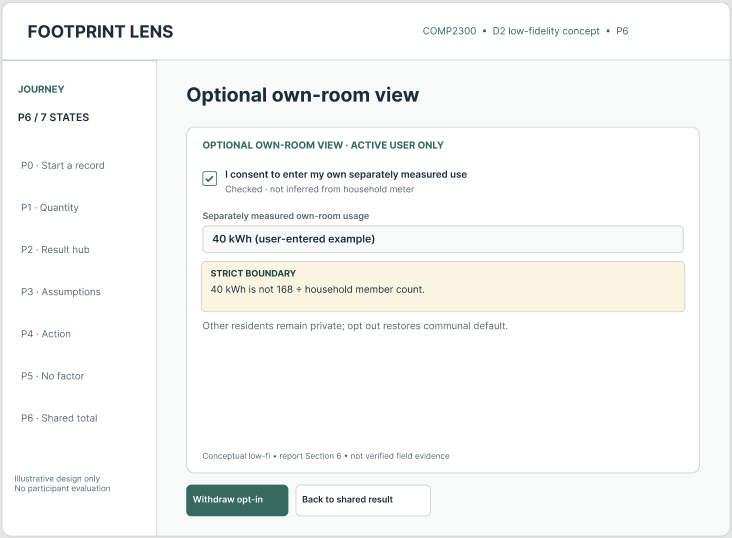 FOOTPRINT LENS
COMP2300 • D2 low-fidelity concept • P6
JOURNEY
P6 / 7 STATES
P0 · Start a record
P1 · Quantity
P2 · Result hub
P3 · Assumptions
P4 · Action
P5 · No factor
P6 · Shared total
Illustrative design only
No participant evaluation
Optional own-room view
OPTIONAL OWN-ROOM VIEW · ACTIVE USER ONLY
I consent to enter my own separately measured use
Checked · not inferred from household meter
Separately measured own-room usage
40 kWh (user-entered example)
STRICT BOUNDARY
40 kWh is not 168 ÷ household member count.
Other residents remain private; opt out restores communal default.
Conceptual low-fi • report Section 6 • not verified field evidence
Withdraw opt-in
Back to shared result